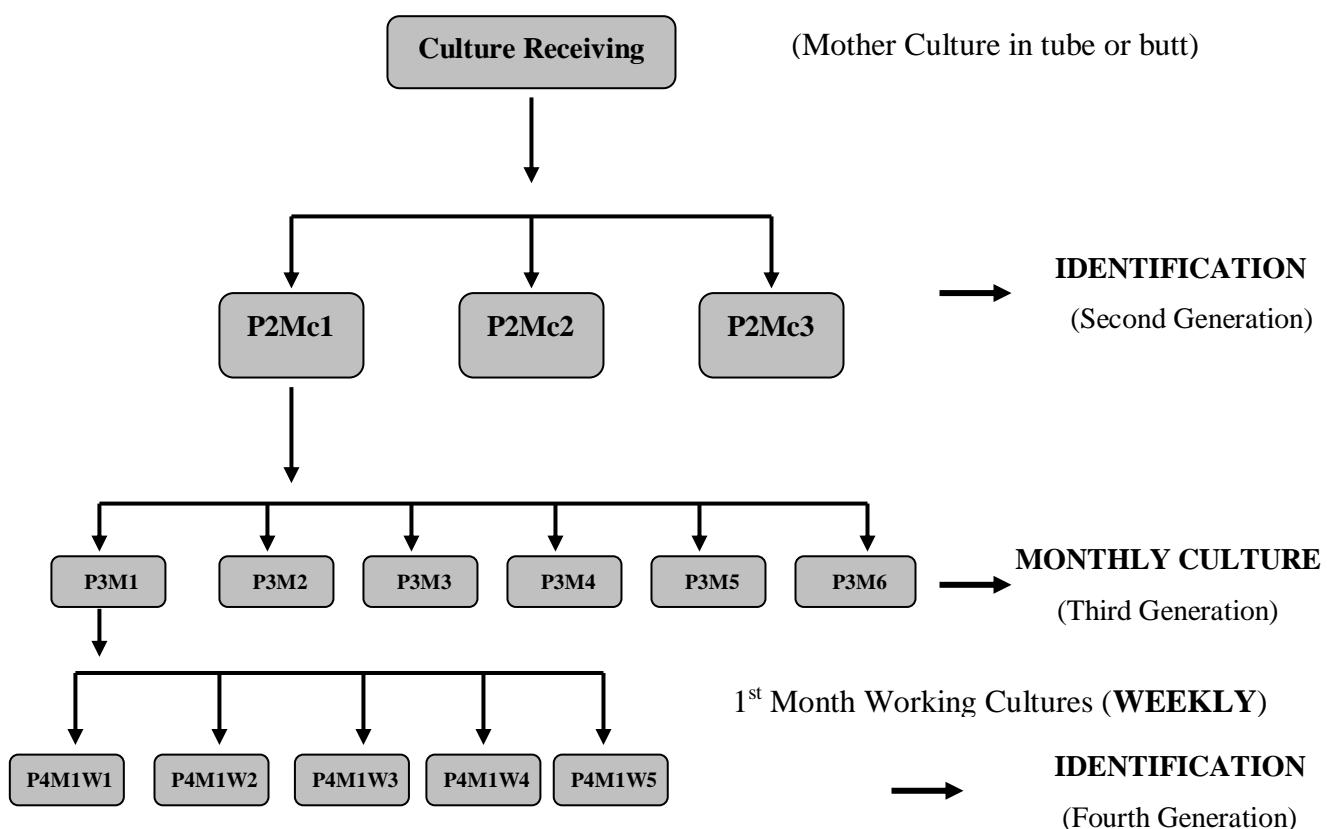 Culture Receiving (Mother Culture in tube or butt)
IDENTIFICATION
(Second Generation)
P2Mc1 P2Mc2 P2Mc3
P3M1 P3M2 P3M3 P3M4 P3M5 P3M6
MONTHLY CULTURE
(Third Generation)
1st Month Working Cultures (WEEKLY)
P4M1W1 P4M1W2 P4M1W3 P4M1W4 P4M1W5
IDENTIFICATION
(Fourth Generation)